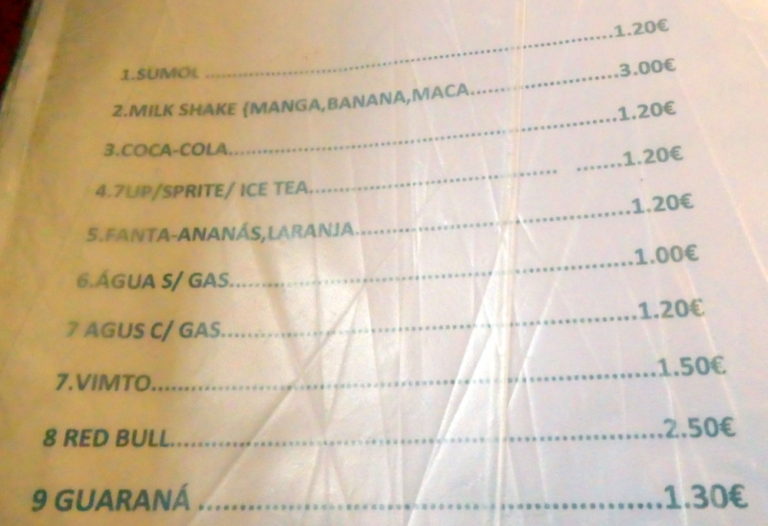 1.SUMOL ........................................1.20€
2.MILK SHAKE (MANGA,BANANA,MACA........................3.00€
3.COCA-COLA........................................1.20€
4.7UP/SPRITE/ ICE TEA................................ .......1.20€
5.FANTA-ANANÁS,LARANJA........................................1.20€
6.ÁGUA S/ GAS........................................1.00€
7 AGUS C/ GAS........................................1.20€
7.VIMTO........................................1.50€
8 RED BULL........................................2.50€
9 GUARANÁ ........................................1.30€